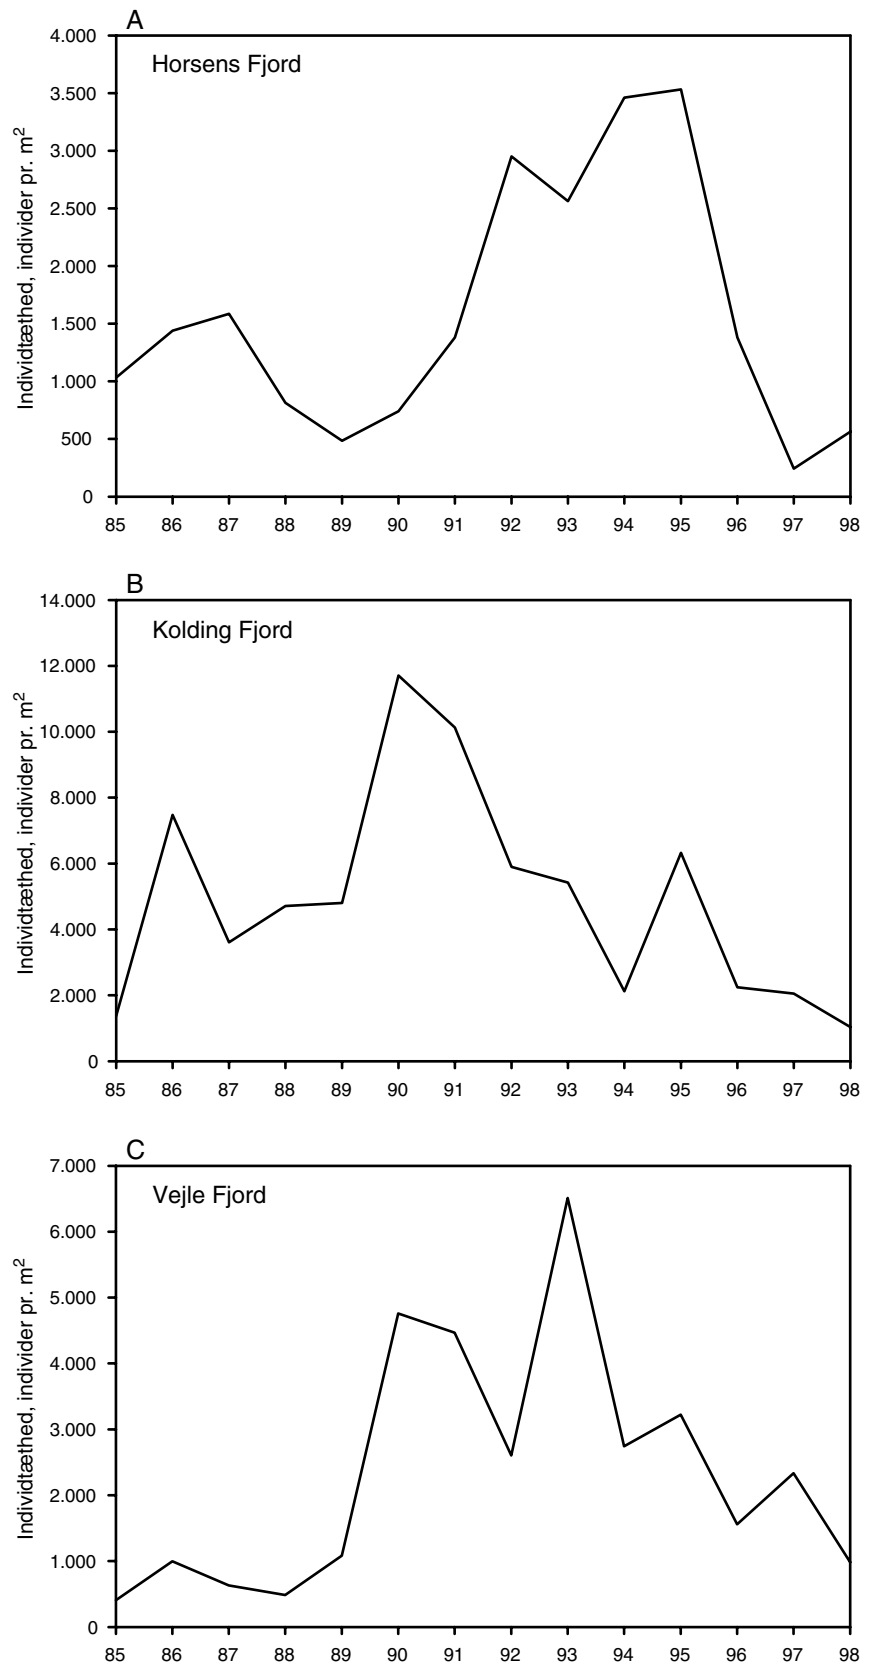 A
Horsens Fjord
Individtæthed, individer pr. m²
4.000
3.500
3.000
2.500
2.000
1.500
1.000
500
0
85 86 87 88 89 90 91 92 93 94 95 96 97 98
B
Kolding Fjord
Individtæthed, individer pr. m²
14.000
12.000
10.000
8.000
6.000
4.000
2.000
0
85 86 87 88 89 90 91 92 93 94 95 96 97 98
C
Vejle Fjord
Individtæthed, individer pr. m²
7.000
6.000
5.000
4.000
3.000
2.000
1.000
0
85 86 87 88 89 90 91 92 93 94 95 96 97 98